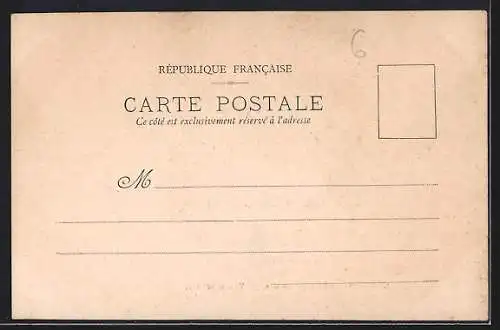 6
RÉPUBLIQUE FRANÇAISE
CARTE POSTALE
Ce côté est exclusivement réservé à l'adresse
M